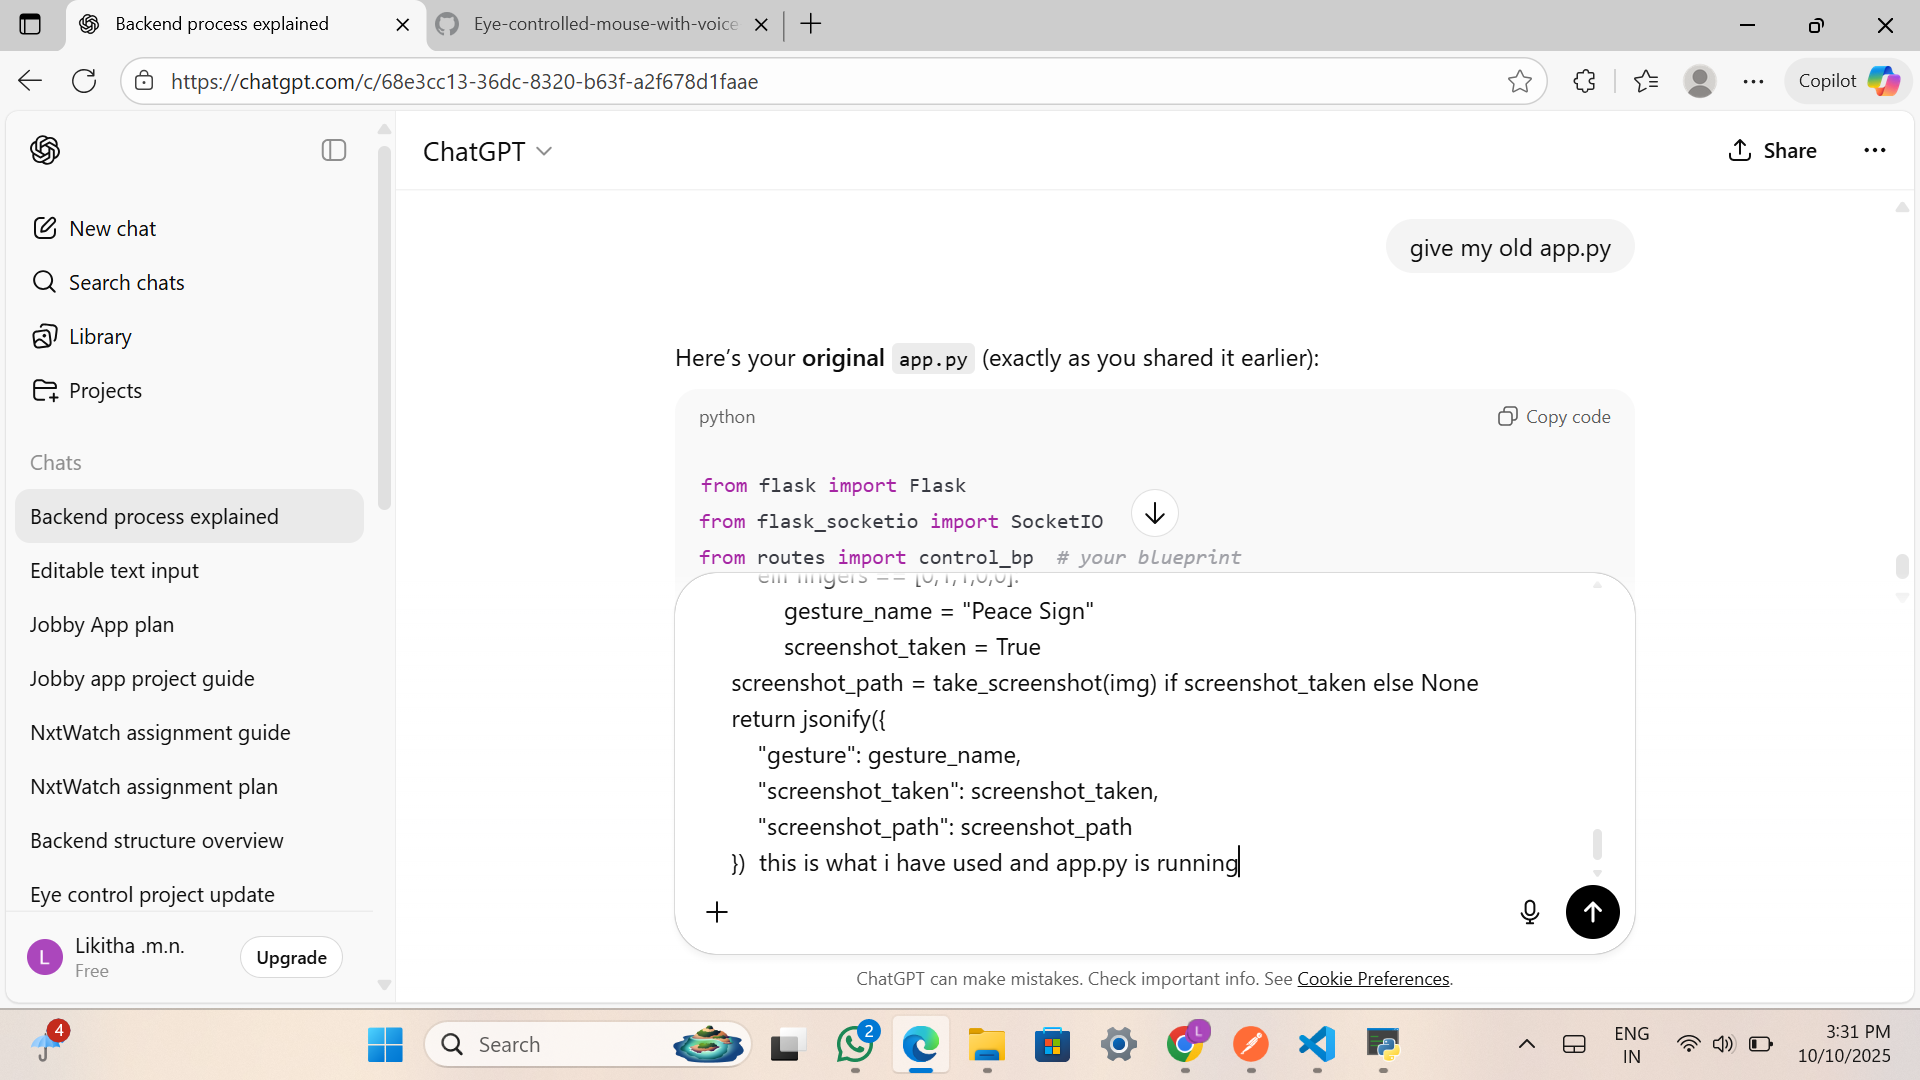 Backend process explained
Eye-controlled-mouse-with-voice
https://chatgpt.com/c/68e3cc13-36dc-8320-b63f-a2f678d1faae
Copilot
ChatGPT
Share
New chat
Search chats
Library
Projects
Chats
Backend process explained
Editable text input
Jobby App plan
Jobby app project guide
NxtWatch assignment guide
NxtWatch assignment plan
Backend structure overview
Eye control project update
L
Likitha .m.n.
Free
Upgrade
give my old app.py
Here's your original app.py (exactly as you shared it earlier):
python
Copy code
from flask import Flask
from flask_socketio import SocketIO
from routes import control_bp # your blueprint
elif fingers == [0,1,1,0,0]:
gesture_name = "Peace Sign"
screenshot_taken = True
screenshot_path = take_screenshot(img) if screenshot_taken else None
return jsonify({
"gesture": gesture_name,
"screenshot_taken": screenshot_taken,
"screenshot_path": screenshot_path
}) this is what i have used and app.py is running
ChatGPT can make mistakes. Check important info. See Cookie Preferences.
4
Search
2
L
ENG
IN
3:31 PM
10/10/2025